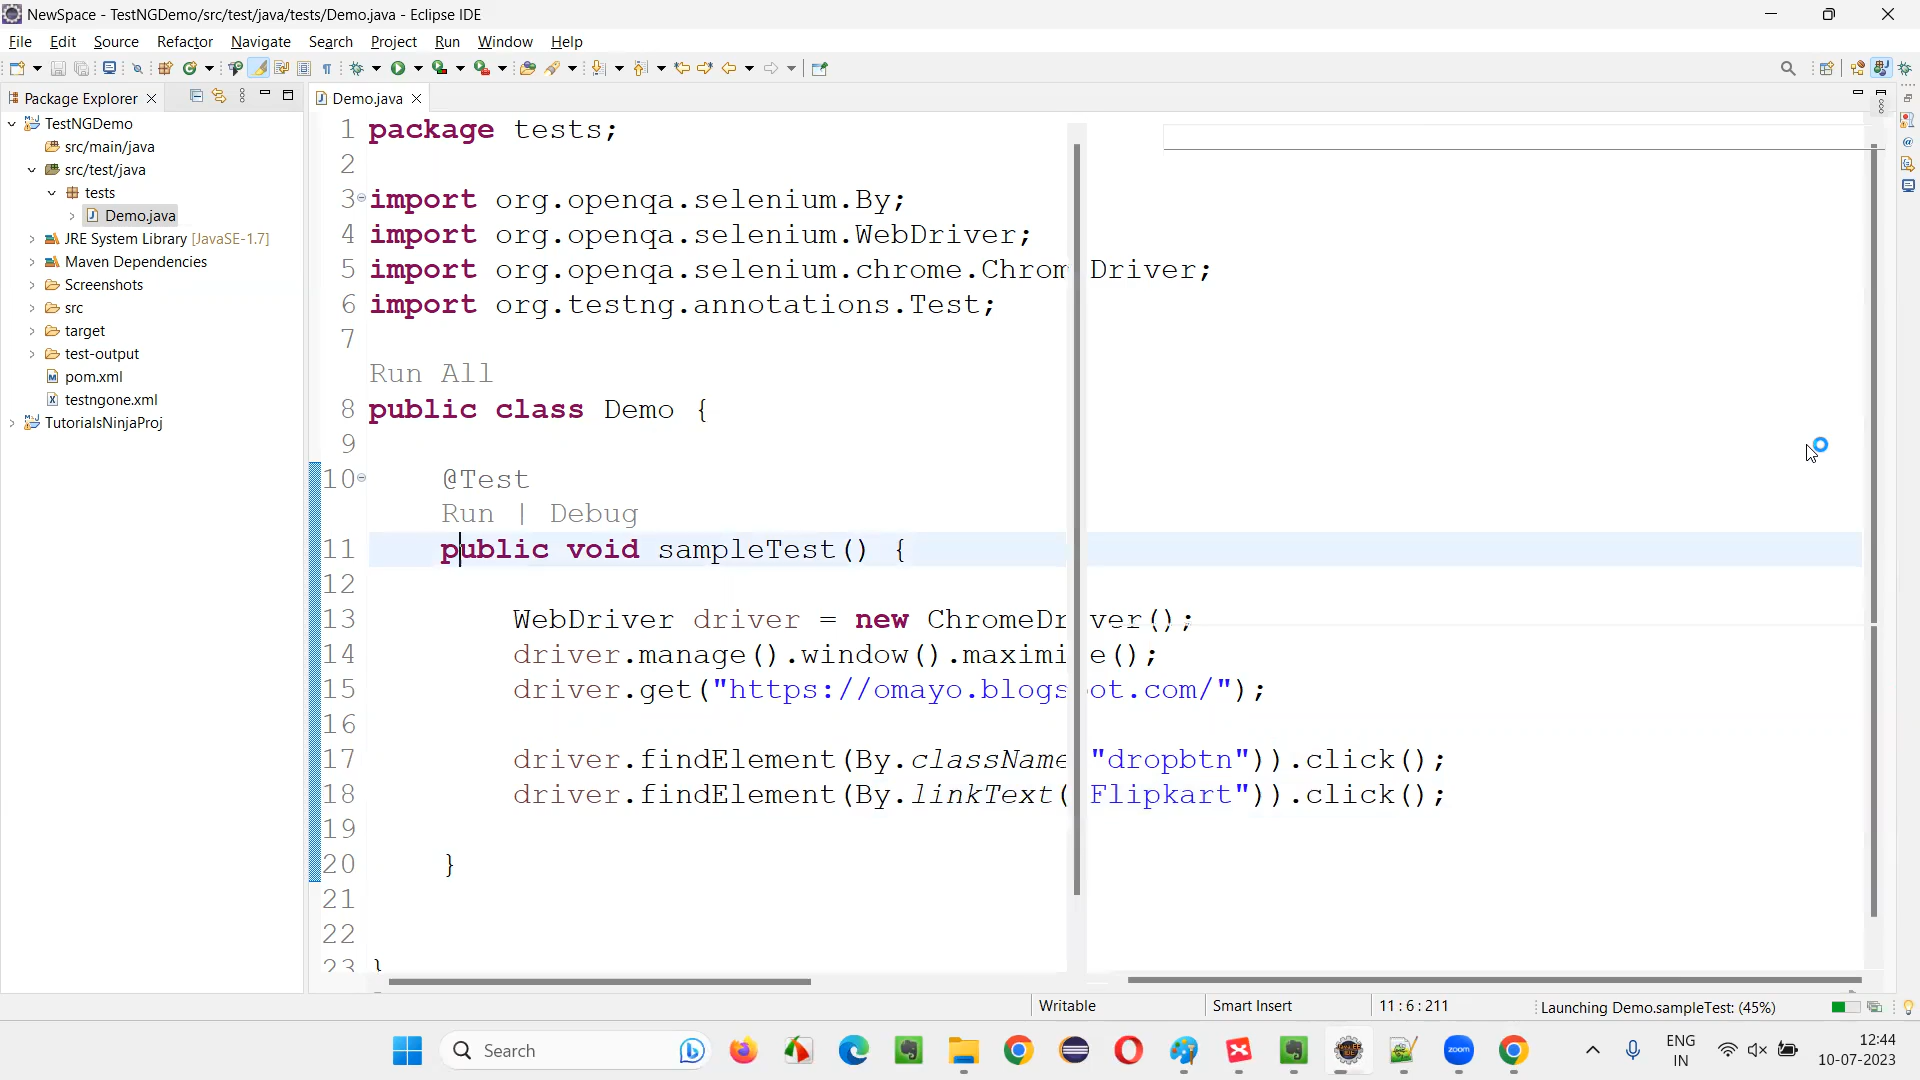 NewSpace - TestNGDemo/src/test/java/tests/Demo.java - Eclipse IDE
File Edit Source Refactor Navigate Search Project Run Window Help
Package Explorer
Demo.java
TestNGDemo
src/main/java
src/test/java
tests
Demo.java
JRE System Library [JavaSE-1.7]
Maven Dependencies
Screenshots
src
target
test-output
pom.xml
testngone.xml
TutorialsNinjaProj
1 package tests;
2
3 import org.openqa.selenium.By;
4 import org.openqa.selenium.WebDriver;
5 import org.openqa.selenium.chrome.Chrom Driver;
6 import org.testng.annotations.Test;
7
Run All
8 public class Demo {
9
10 @Test
Run | Debug
11 public void sampleTest() {
12
13 WebDriver driver = new ChromeDr ver();
14 driver.manage().window().maximi e();
15 driver.get("https://omayo.blogs ot.com/");
16
17 driver.findElement(By.className "dropbtn")).click();
18 driver.findElement(By.linkText( Flipkart")).click();
19
20 }
21
22
23 }
Writable Smart Insert 11 : 6 : 211 Launching Demo.sampleTest: (45%)
Search
zoom
ENG
IN
12:44
10-07-2023